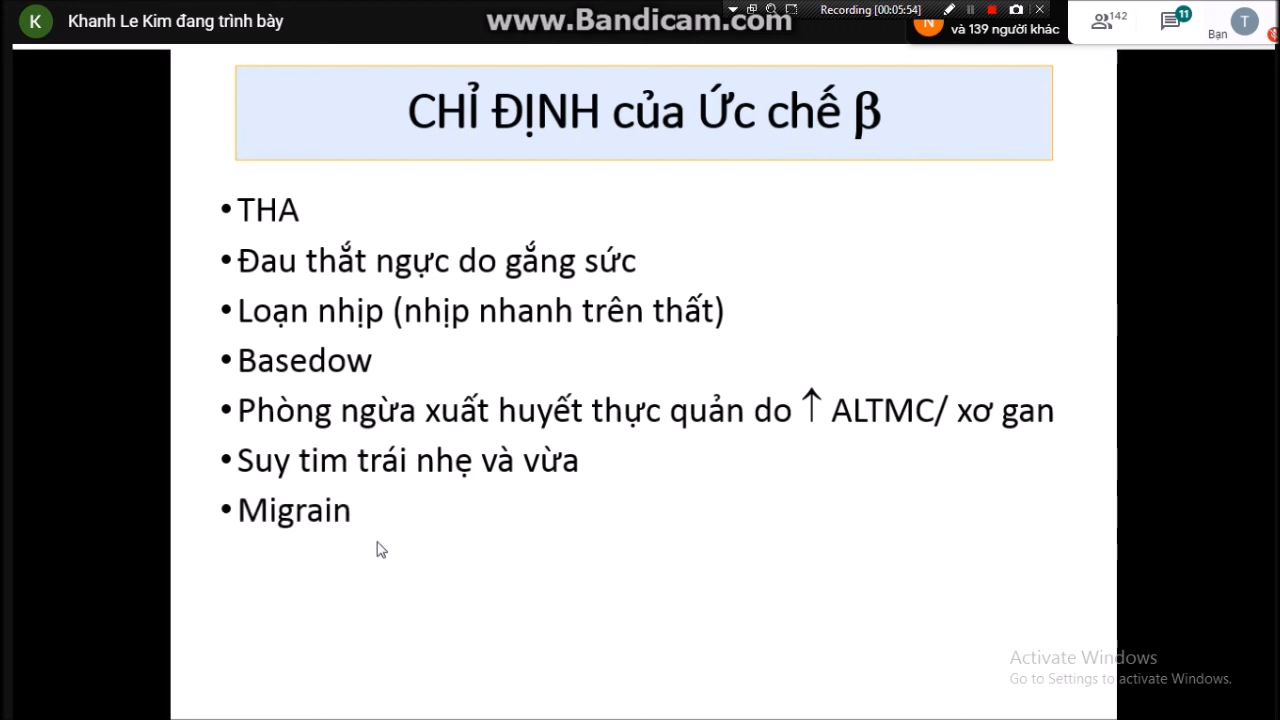 K Khanh Le Kim đang trình bày
www.Bandicam.com
Recording [00:05:54]
N và 139 người khác
142
11
Bạn
T
CHỈ ĐỊNH của Ức chế β
• THA
• Đau thắt ngực do gắng sức
• Loạn nhịp (nhịp nhanh trên thất)
• Basedow
• Phòng ngừa xuất huyết thực quản do ↑ ALTMC/ xơ gan
• Suy tim trái nhẹ và vừa
• Migrain
Activate Windows
Go to Settings to activate Windows.